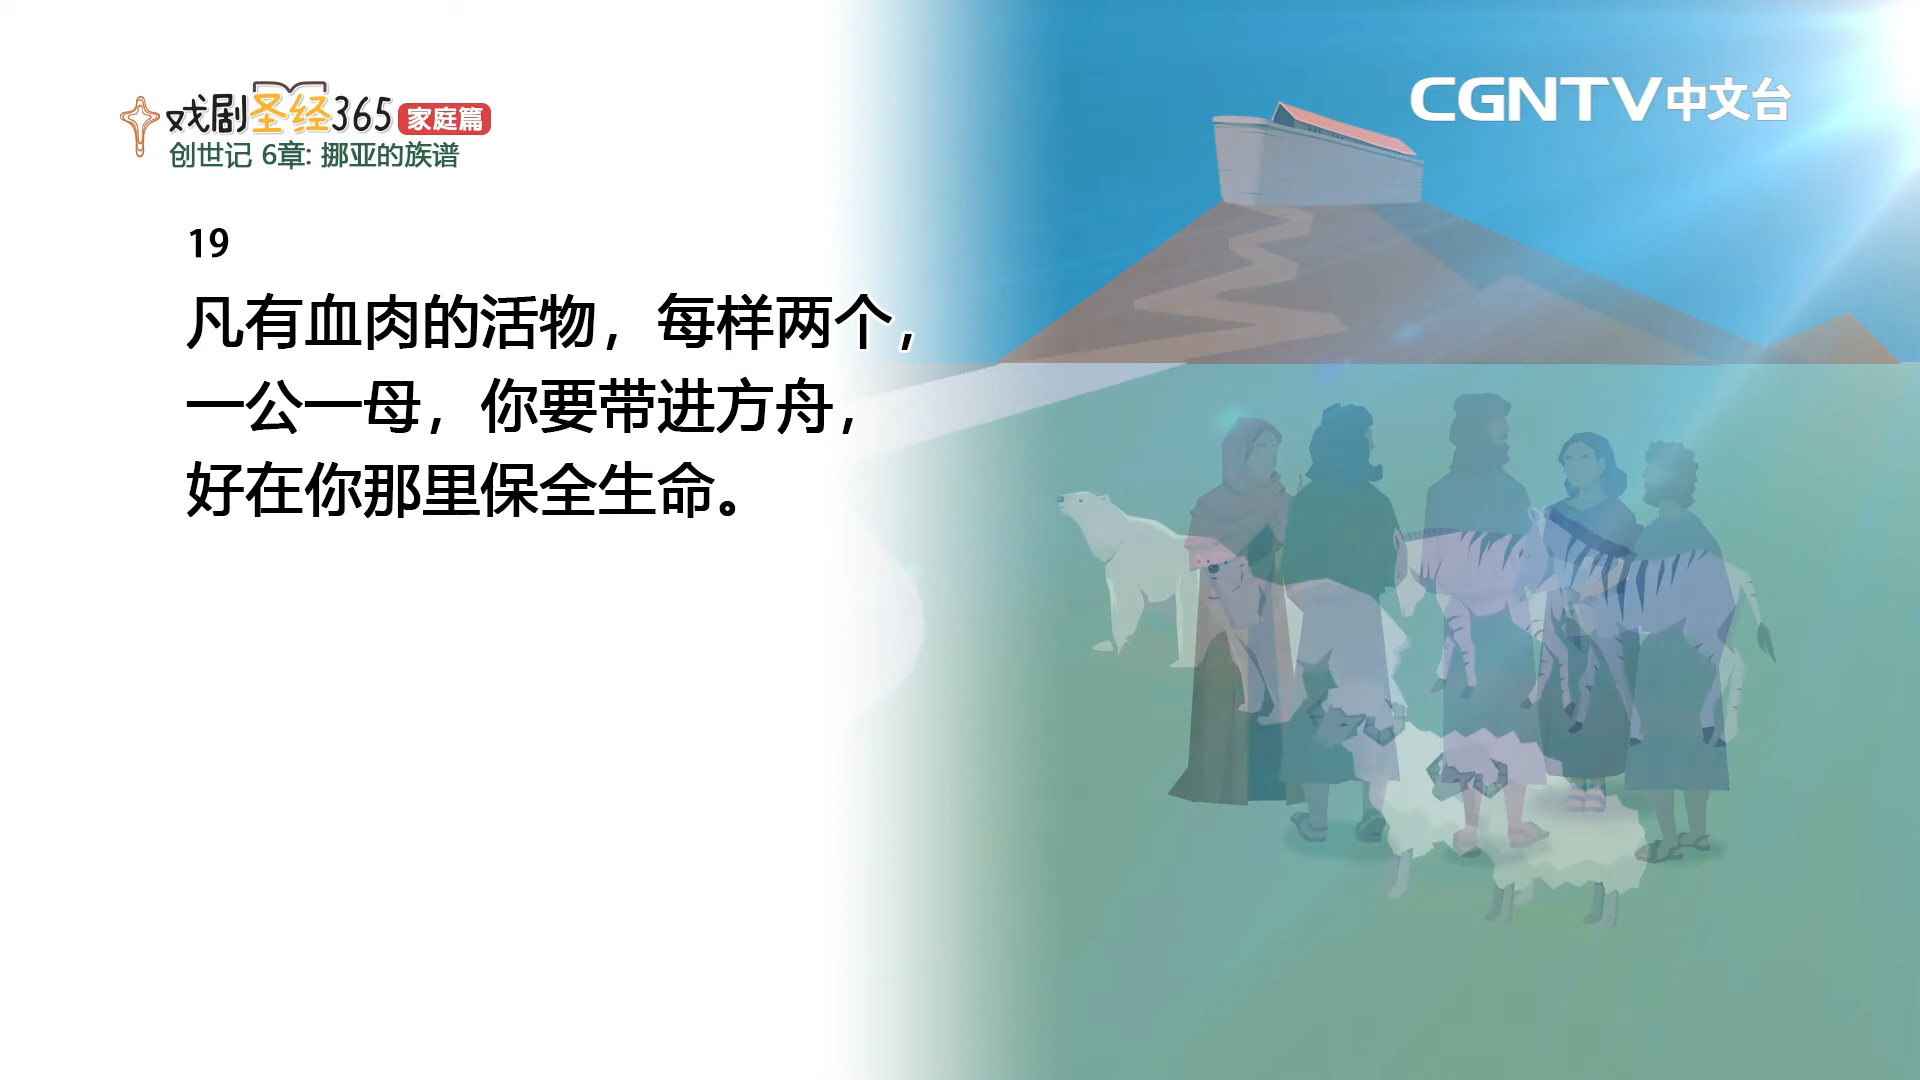 戏剧圣经365 家庭篇
创世记 6章: 挪亚的族谱
CGNTV中文台
19
凡有血肉的活物，每样两个，
一公一母，你要带进方舟，
好在你那里保全生命。